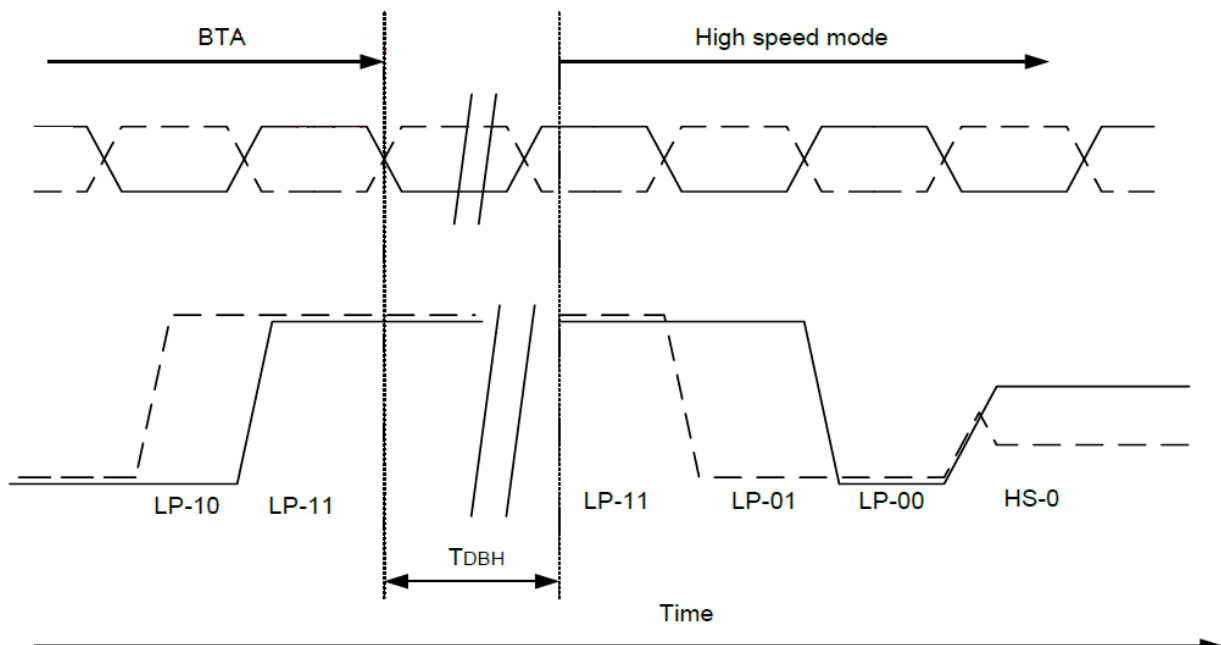 BTA
High speed mode
LP-10
LP-11
LP-11
LP-01
LP-00
HS-0
TDBH
Time